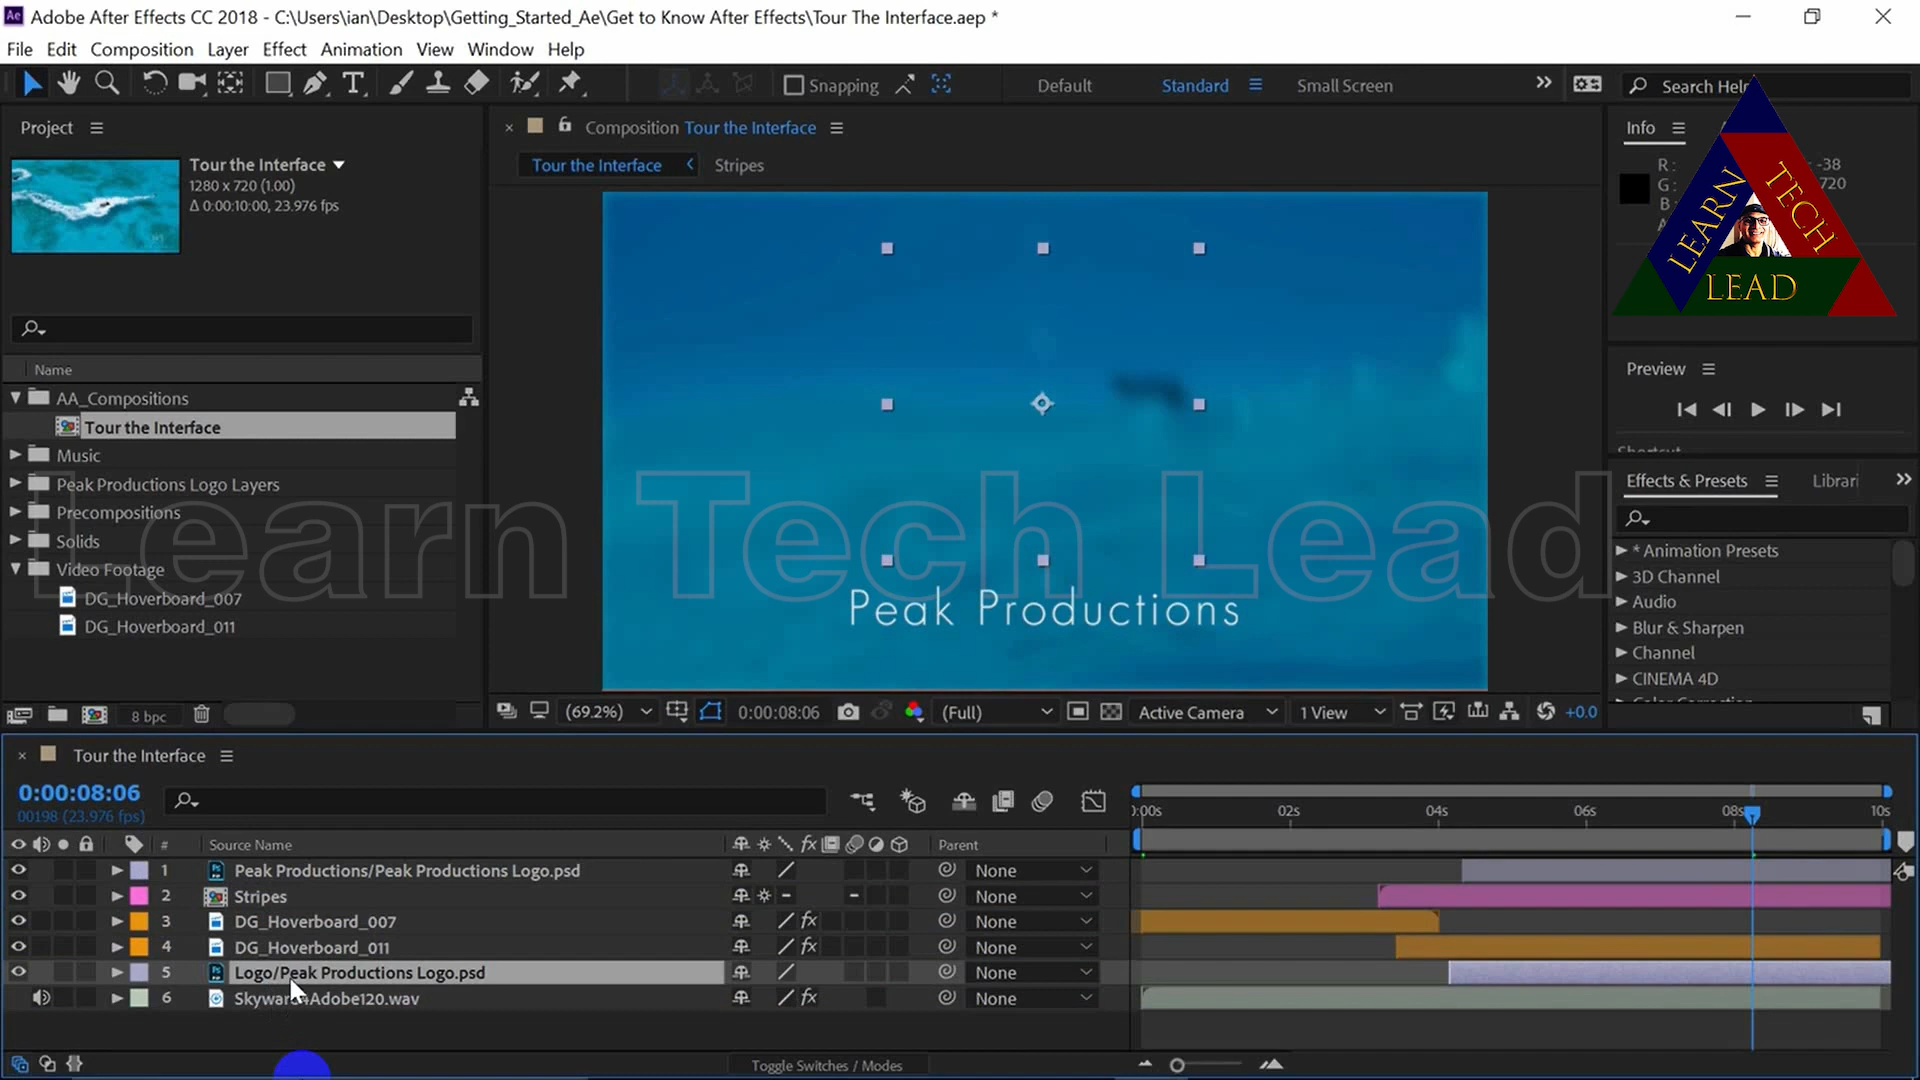 Adobe After Effects CC 2018 - C:\Users\ian\Desktop\Getting_Started_Ae\Get to Know After Effects\Tour The Interface.aep *
File Edit Composition Layer Effect Animation View Window Help
Snapping Default Standard Small Screen Search Help
Project
Tour the Interface
1280 x 720 (1.00)
Δ 0:00:10:00, 23.976 fps
Composition Tour the Interface
Tour the Interface Stripes
Info
R : -38
G : 720
B :
LEARN TECH LEAD
Preview
Name
AA_Compositions
Tour the Interface
Music
Peak Productions Logo Layers
Precompositions
Solids
Video Footage
DG_Hoverboard_007
DG_Hoverboard_011
Learn Tech Lead
Peak Productions
Effects & Presets Librari
* Animation Presets
3D Channel
Audio
Blur & Sharpen
Channel
CINEMA 4D
8 bpc
(69.2%) 0:00:08:06 (Full) Active Camera 1 View +0.0
Tour the Interface
0:00:08:06
00198 (23.976 fps)
:00s 02s 04s 06s 08s 10s
# Source Name fx Parent
1 Peak Productions/Peak Productions Logo.psd None
2 Stripes None
3 DG_Hoverboard_007 fx None
4 DG_Hoverboard_011 fx None
5 Logo/Peak Productions Logo.psd None
6 Adobe120.wav fx None
Toggle Switches / Modes